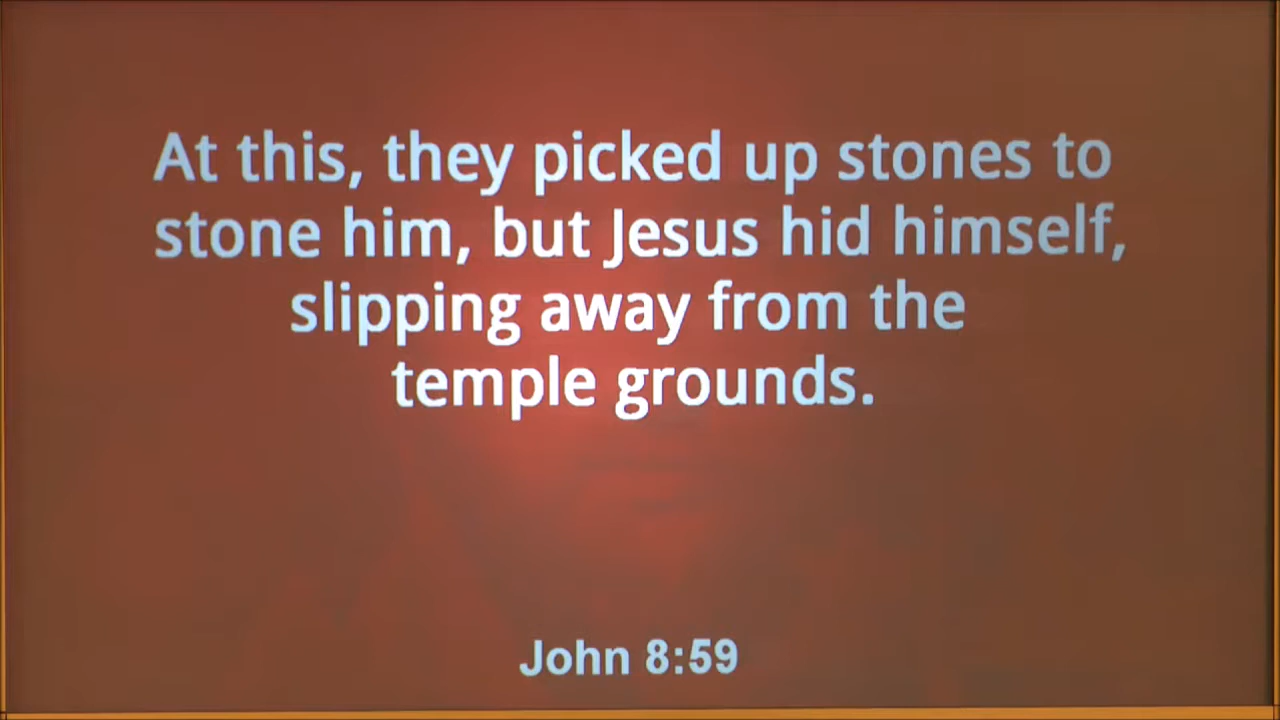 At this, they picked up stones to
stone him, but Jesus hid himself,
slipping away from the
temple grounds.
John 8:59